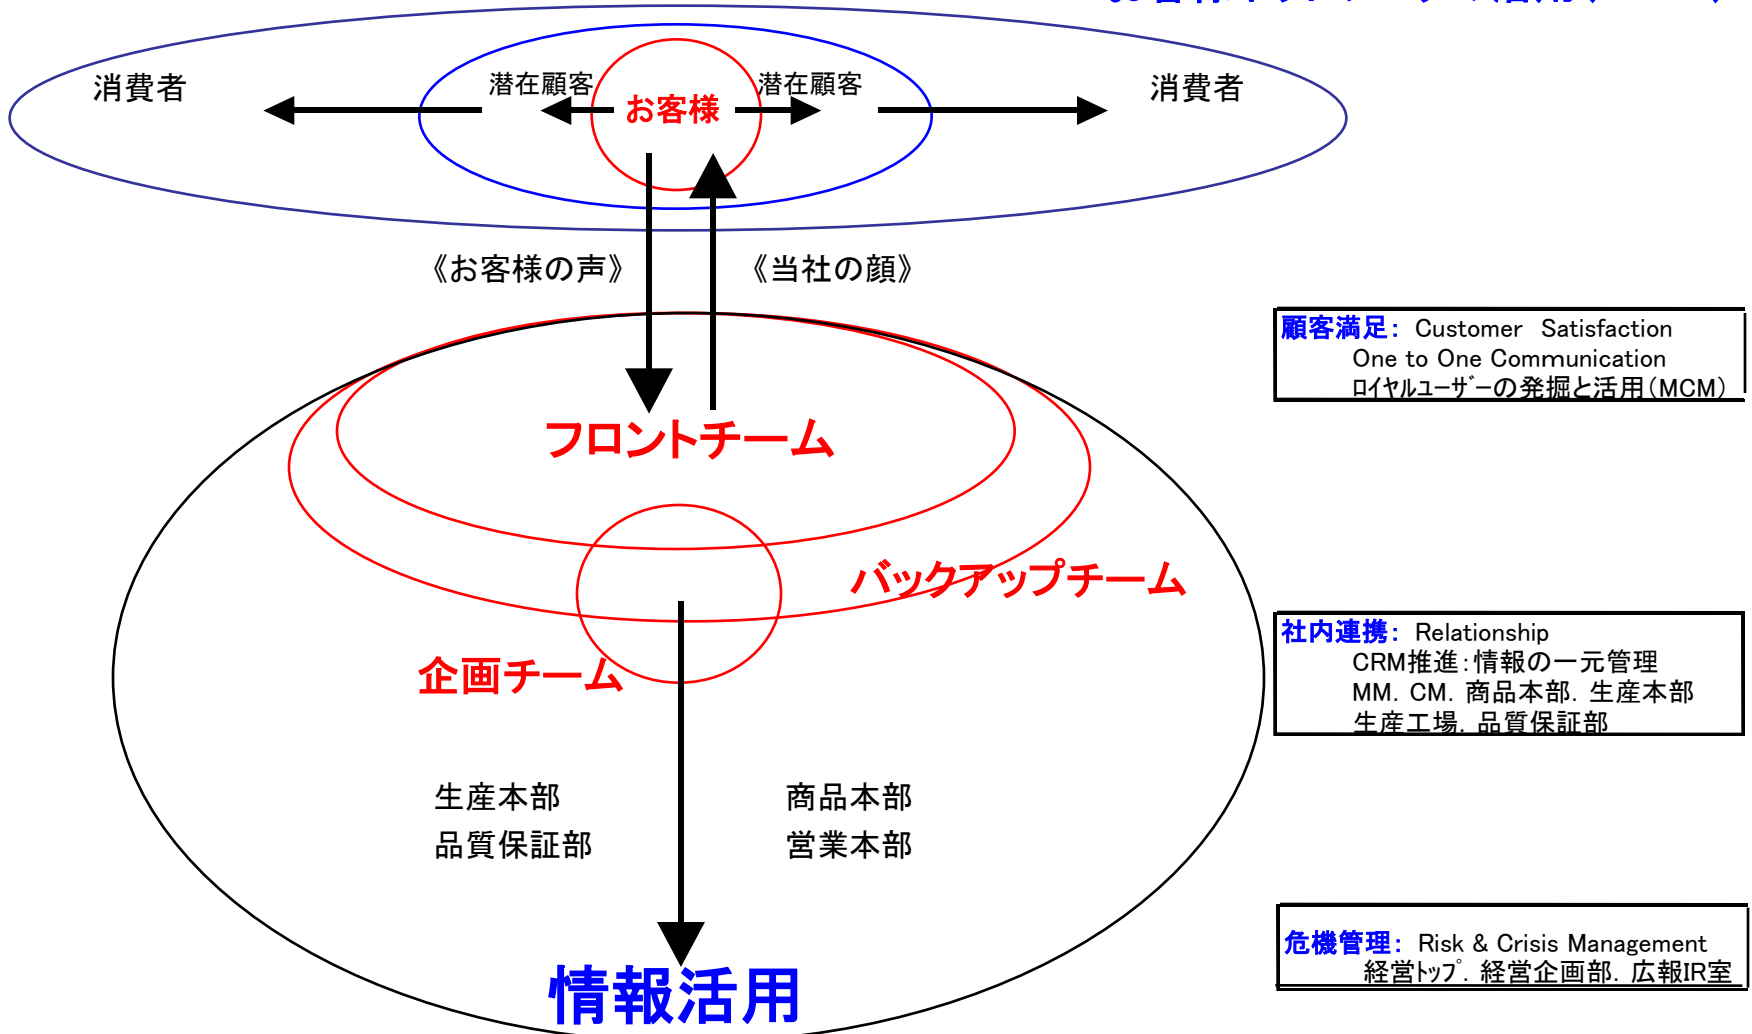 消費者
潜在顧客
お客様
潜在顧客
消費者
《お客様の声》
《当社の顔》
顧客満足： Customer Satisfaction
One to One Communication
ﾛｲﾔﾙﾕｰｻﾞｰの発掘と活用(MCM)
フロントチーム
バックアップチーム
企画チーム
社内連携： Relationship
CRM推進：情報の一元管理
MM. CM. 商品本部. 生産本部
生産工場. 品質保証部
生産本部
商品本部
品質保証部
営業本部
危機管理： Risk & Crisis Management
経営ﾄｯﾌﾟ. 経営企画部. 広報IR室
情報活用